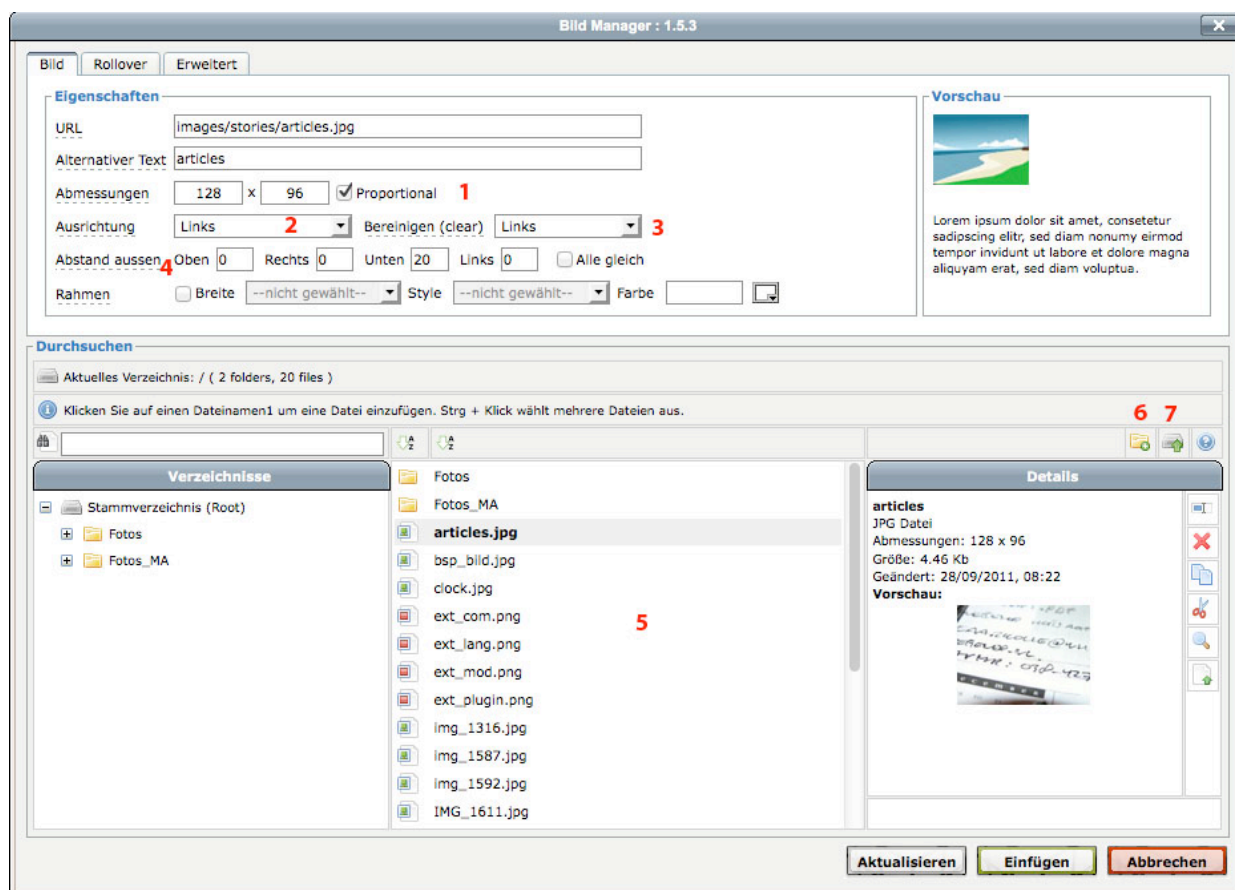 Bild Manager : 1.5.3
Bild Rollover Erweitert
Eigenschaften
URL images/stories/articles.jpg
Alternativer Text articles
Abmessungen 128 x 96 Proportional 1
Ausrichtung Links 2 Bereinigen (clear) Links 3
Abstand aussen Oben 0 Rechts 0 Unten 20 Links 0 Alle gleich
4
Rahmen Breite --nicht gewählt-- Style --nicht gewählt-- Farbe
Vorschau
Lorem ipsum dolor sit amet, consetetur
sadipscing elitr, sed diam nonumy eirmod
tempor invidunt ut labore et dolore magna
aliquyam erat, sed diam voluptua.
Durchsuchen
Aktuelles Verzeichnis: / ( 2 folders, 20 files )
Klicken Sie auf einen Dateinamen1 um eine Datei einzufügen. Strg + Klick wählt mehrere Dateien aus.
6 7
Verzeichnisse
Stammverzeichnis (Root)
Fotos
Fotos_MA
Fotos
Fotos_MA
articles.jpg
bsp_bild.jpg
clock.jpg
ext_com.png
ext_lang.png
ext_mod.png
ext_plugin.png
img_1316.jpg
img_1587.jpg
img_1592.jpg
IMG_1611.jpg
5
Details
articles
JPG Datei
Abmessungen: 128 x 96
Größe: 4.46 Kb
Geändert: 28/09/2011, 08:22
Vorschau:
Aktualisieren Einfügen Abbrechen